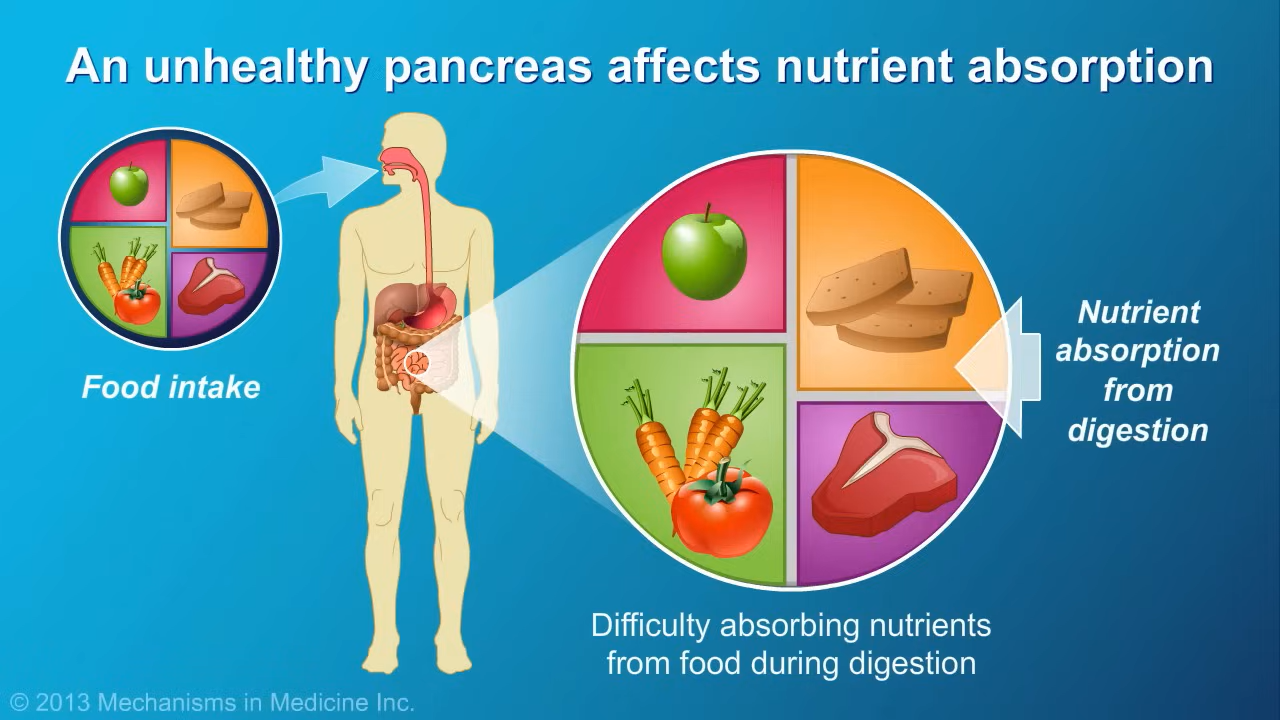 An unhealthy pancreas affects nutrient absorption
Food intake
Nutrient
absorption
from
digestion
Difficulty absorbing nutrients
from food during digestion
© 2013 Mechanisms in Medicine Inc.